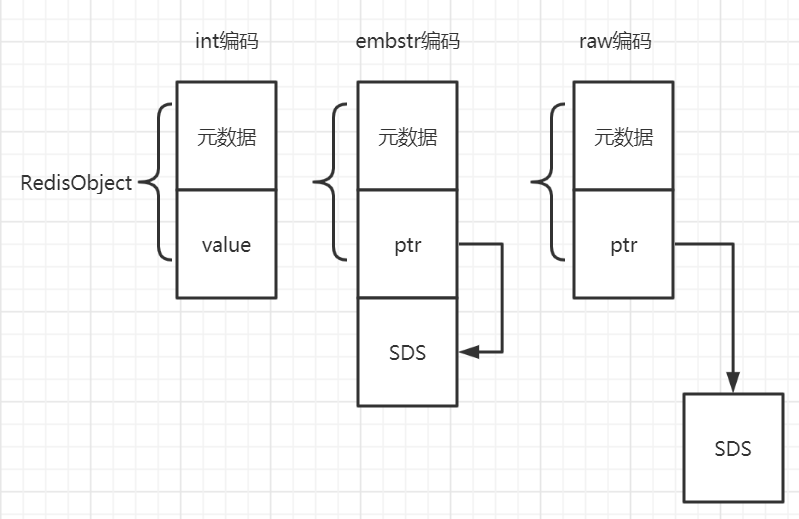 int编码
embstr编码
raw编码
元数据
元数据
元数据
RedisObject
value
ptr
ptr
SDS
SDS